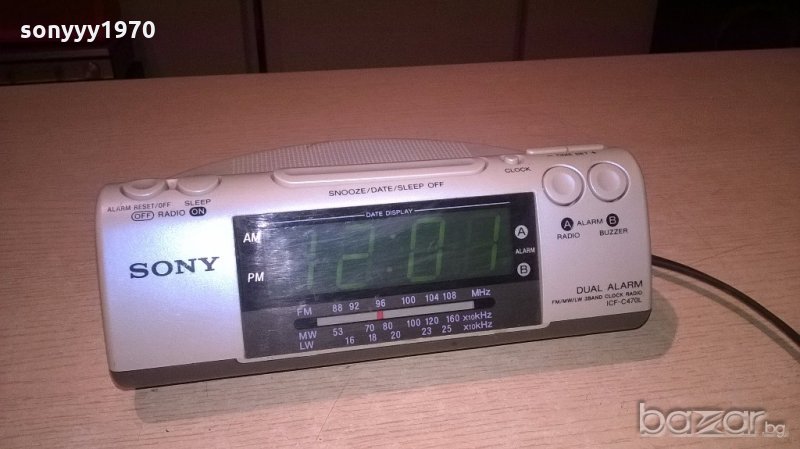 sonyyy1970
CLOCK
TIME SET
SNOOZE/DATE/SLEEP OFF
ALARM RESET/OFF SLEEP
OFF RADIO ON
DATE DISPLAY
AM
PM
12:01
A
ALARM
B
A ALARM B
RADIO BUZZER
SONY
FM 88 92 96 100 104 108 MHz
MW 53 70 80 100 120 160 x10kHz
LW 16 18 20 23 25 x10kHz
DUAL ALARM
FM/MW/LW 3BAND CLOCK RADIO
ICF-C470L
bazar.bg